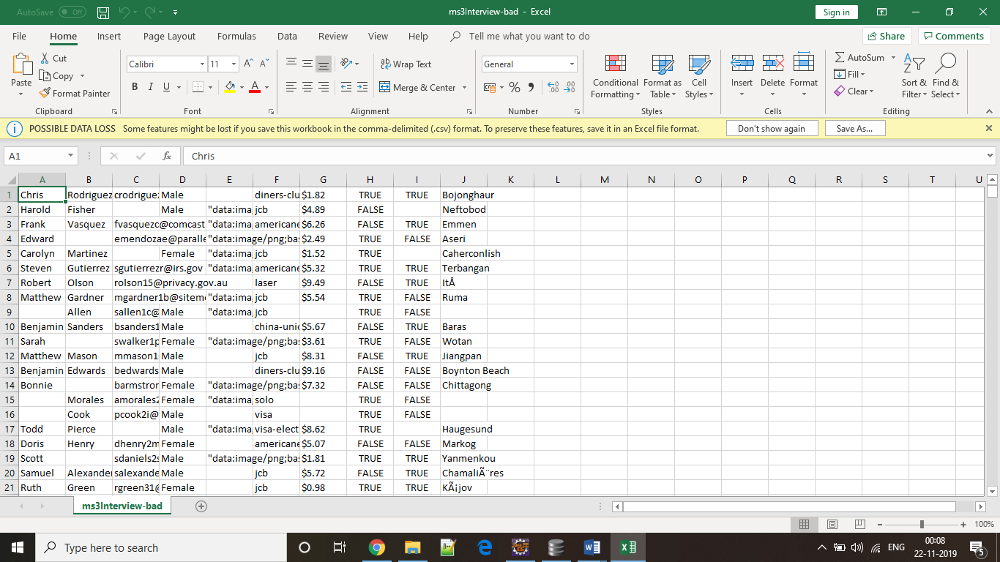 AutoSave Off ms3Interview-bad - Excel Sign in
File Home Insert Page Layout Formulas Data Review View Help Tell me what you want to do Share Comments
Paste Cut Copy Format Painter Clipboard
Calibri 11 A A B I U A Font
ab Wrap Text Merge & Center Alignment
General % 9 .00 .00 Number
Conditional Formatting Format as Table Cell Styles Styles
Insert Delete Format Cells
AutoSum Fill Clear Sort & Filter Find & Select Editing
POSSIBLE DATA LOSS Some features might be lost if you save this workbook in the comma-delimited (.csv) format. To preserve these features, save it in an Excel file format. Don't show again Save As...
A1 fx Chris
A B C D E F G H I J K L M N O P Q R S T U
1 Chris Rodriguez crodrigue Male diners-clu $1.82 TRUE TRUE Bojonghaur
2 Harold Fisher Male "data:ima jcb $4.89 FALSE Neftobod
3 Frank Vasquez fvasquezc@comcast "data:ima americane $6.26 FALSE TRUE Emmen
4 Edward emendozae@paralle "data:image/png;bas $2.49 TRUE FALSE Aseri
5 Carolyn Martinez Female "data:ima jcb $1.52 TRUE Caherconlish
6 Steven Gutierrez sgutierrezr@irs.gov "data:ima americane $5.32 TRUE TRUE Terbangan
7 Robert Olson rolson15@privacy.gov.au laser $9.49 FALSE TRUE ItÅ
8 Matthew Gardner mgardner1b@siteme "data:ima jcb $5.54 TRUE FALSE Ruma
9 Allen sallen1c@ Male "data:ima jcb TRUE FALSE
10 Benjamin Sanders bsanders1 Male china-unio $5.67 FALSE TRUE Baras
11 Sarah swalker1p Female "data:image/png;bas $3.61 TRUE FALSE Wotan
12 Matthew Mason mmason1 Male jcb $8.31 FALSE TRUE Jiangpan
13 Benjamin Edwards bedwards Male diners-clu $9.16 FALSE FALSE Boynton Beach
14 Bonnie barmstror Female "data:image/png;bas $7.32 FALSE FALSE Chittagong
15 Morales amorales2 Female "data:ima solo TRUE FALSE
16 Cook pcook2i@ Male visa TRUE FALSE
17 Todd Pierce Male "data:ima visa-elect $8.62 TRUE Haugesund
18 Doris Henry dhenry2m Female americane $5.07 FALSE FALSE Markog
19 Scott sdaniels2s Male "data:image/png;bas $1.81 TRUE TRUE Yanmenkou
20 Samuel Alexander salexande Male jcb $5.72 FALSE TRUE ChamaliÃ¨res
21 Ruth Green rgreen31@ Female jcb $0.98 TRUE TRUE KÃ¡jov
ms3Interview-bad
100%
Type here to search ENG 00:08 22-11-2019 5